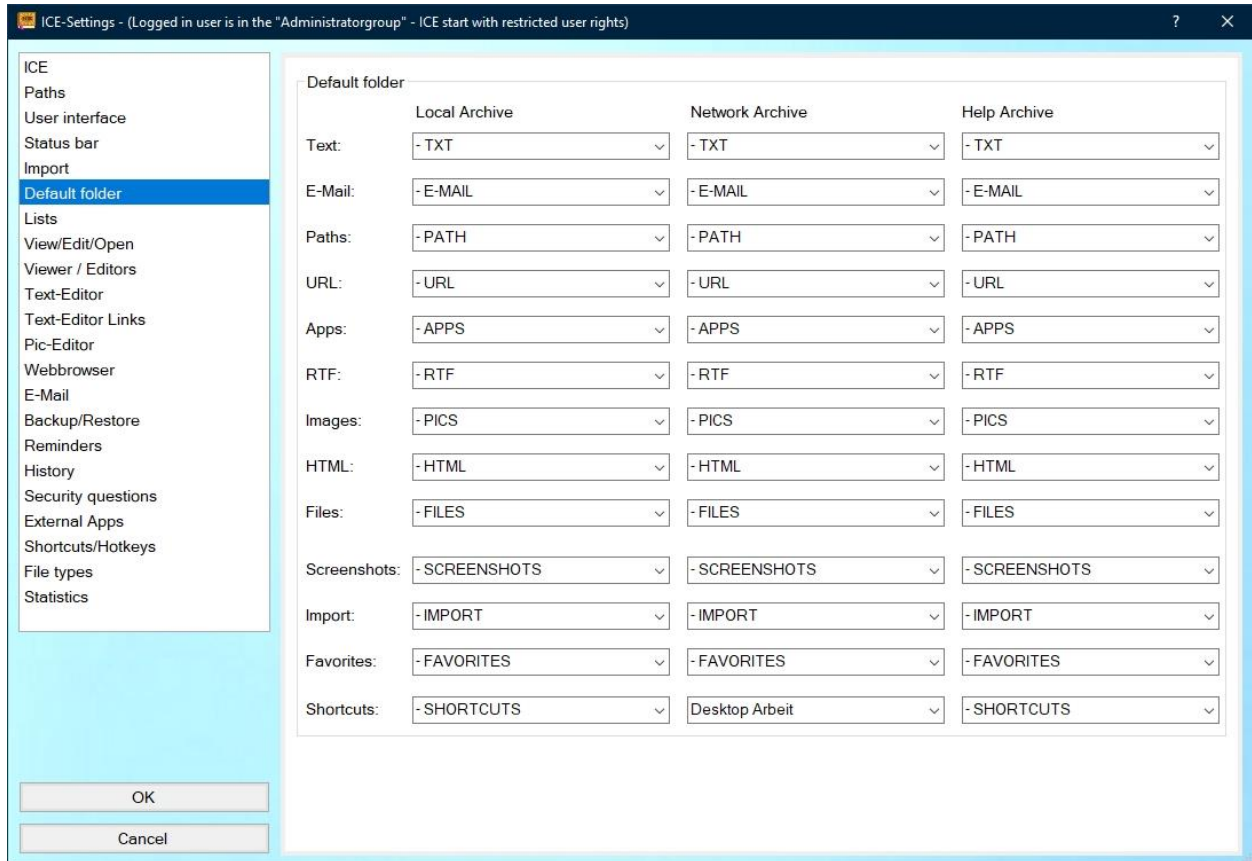 ICE-Settings - (Logged in user is in the "Administratorgroup" - ICE start with restricted user rights) ?
ICE
Paths
User interface
Status bar
Import
Default folder
Lists
View/Edit/Open
Viewer / Editors
Text-Editor
Text-Editor Links
Pic-Editor
Webbrowser
E-Mail
Backup/Restore
Reminders
History
Security questions
External Apps
Shortcuts/Hotkeys
File types
Statistics
OK
Cancel
Default folder
Local Archive Network Archive Help Archive
Text: - TXT - TXT - TXT
E-Mail: - E-MAIL - E-MAIL - E-MAIL
Paths: - PATH - PATH - PATH
URL: - URL - URL - URL
Apps: - APPS - APPS - APPS
RTF: - RTF - RTF - RTF
Images: - PICS - PICS - PICS
HTML: - HTML - HTML - HTML
Files: - FILES - FILES - FILES
Screenshots: - SCREENSHOTS - SCREENSHOTS - SCREENSHOTS
Import: - IMPORT - IMPORT - IMPORT
Favorites: - FAVORITES - FAVORITES - FAVORITES
Shortcuts: - SHORTCUTS Desktop Arbeit - SHORTCUTS